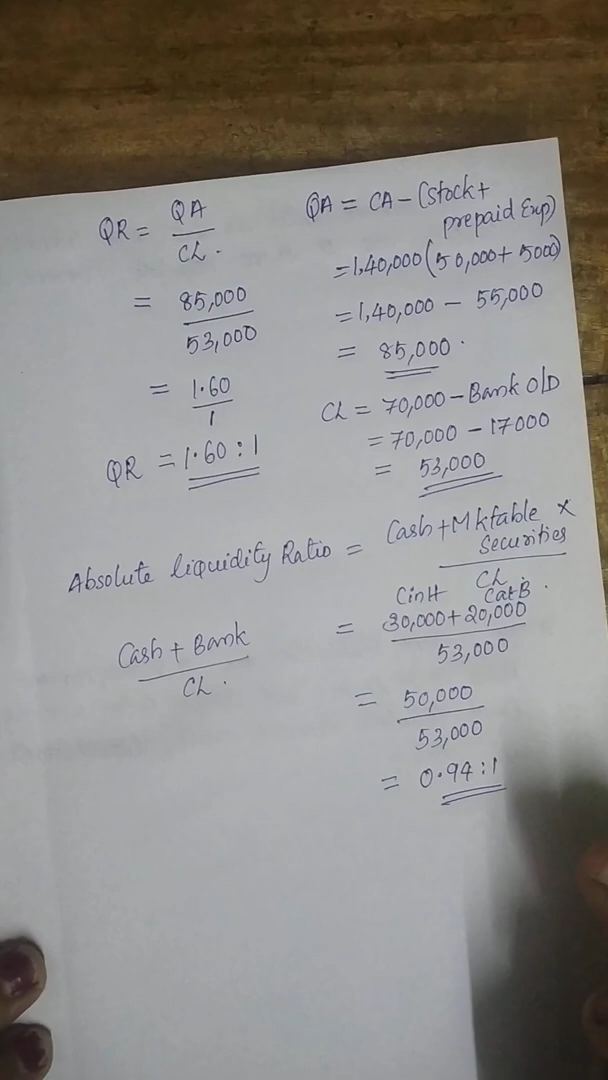 QR = QA / CL.
= 85,000 / 53,000
= 1.60 / 1
QR = 1.60 : 1
QA = CA - (Stock +
prepaid Exp)
= 1,40,000 (50,000 + 5000)
= 1,40,000 - 55,000
= 85,000.
CL = 70,000 - Bank O/D
= 70,000 - 17000
= 53,000
Absolute liquidity Ratio = Cash + Mktable x
Securities
CL.
Cash + Bank
CL.
CinH CatB.
= 30,000 + 20,000
53,000
= 50,000
53,000
= 0.94 : 1